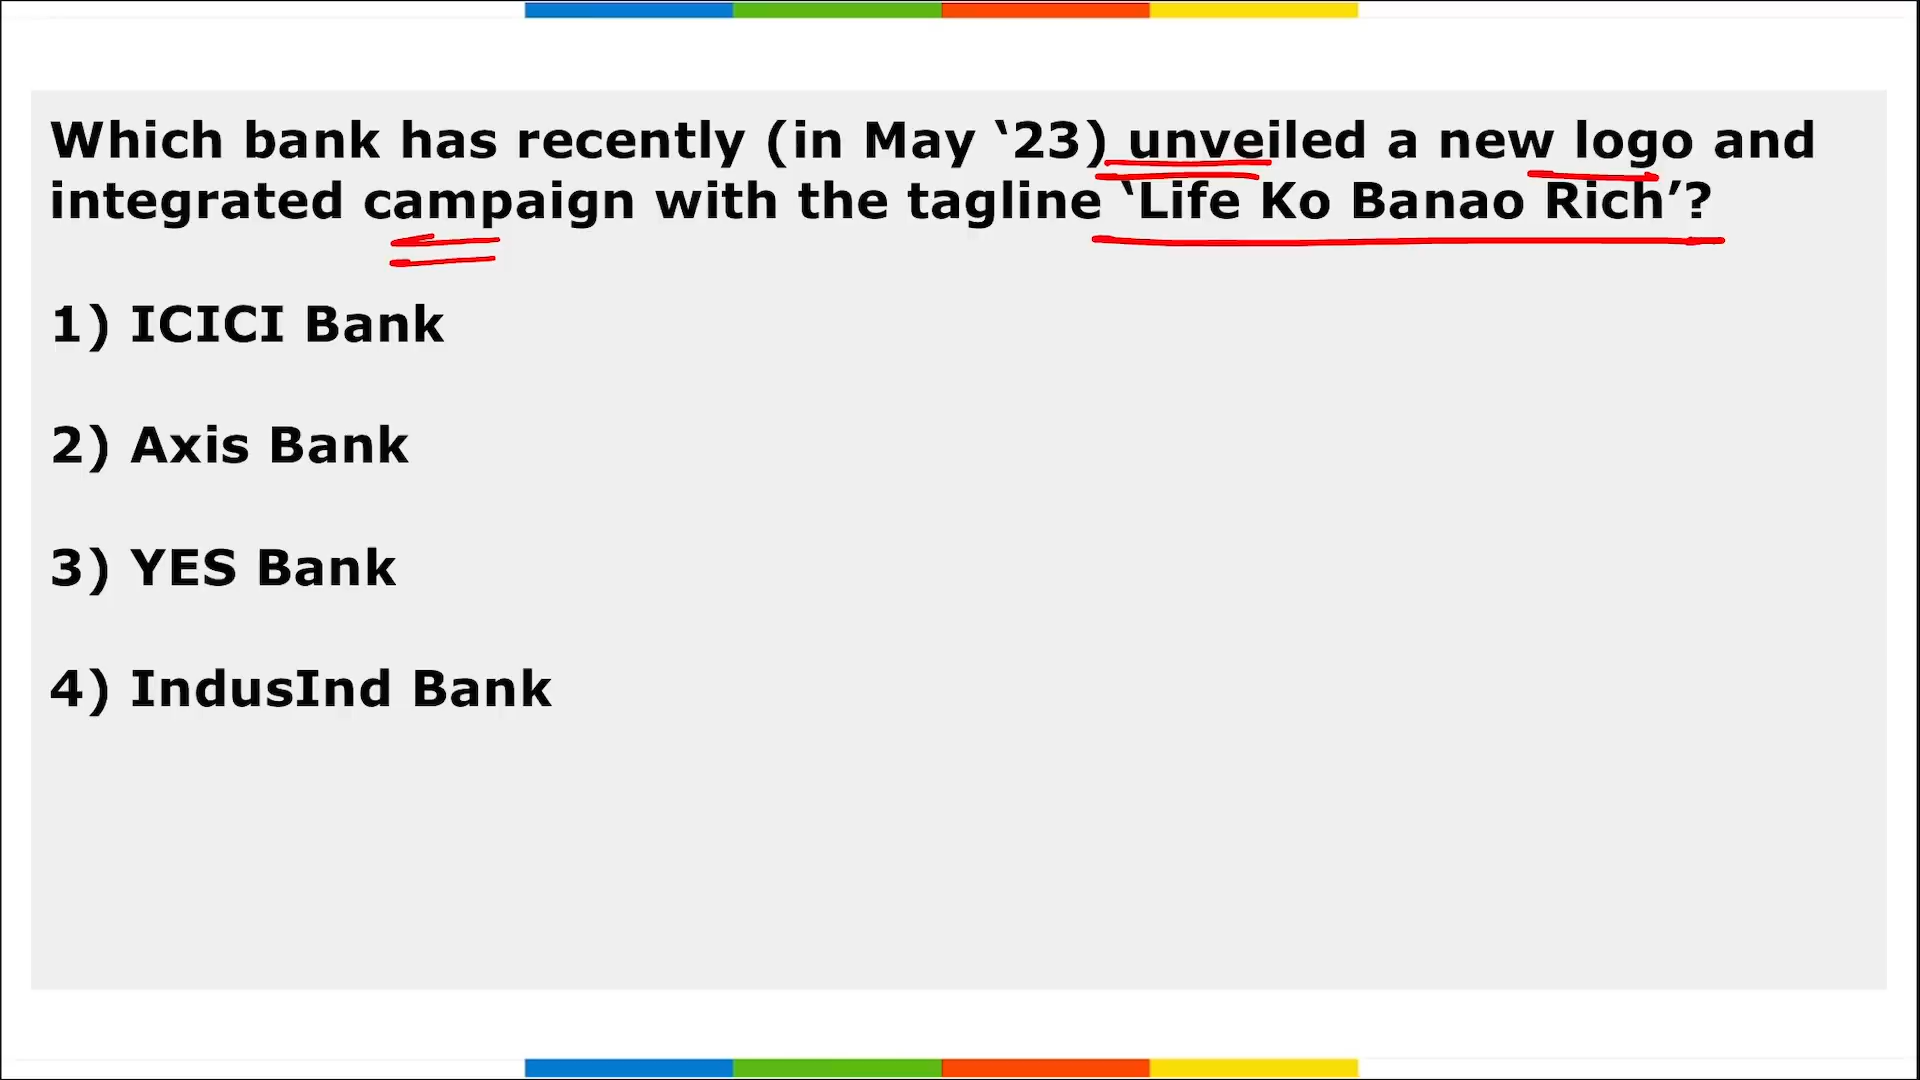 Which bank has recently (in May ‘23) unveiled a new logo and
integrated campaign with the tagline ‘Life Ko Banao Rich’?
1) ICICI Bank
2) Axis Bank
3) YES Bank
4) IndusInd Bank